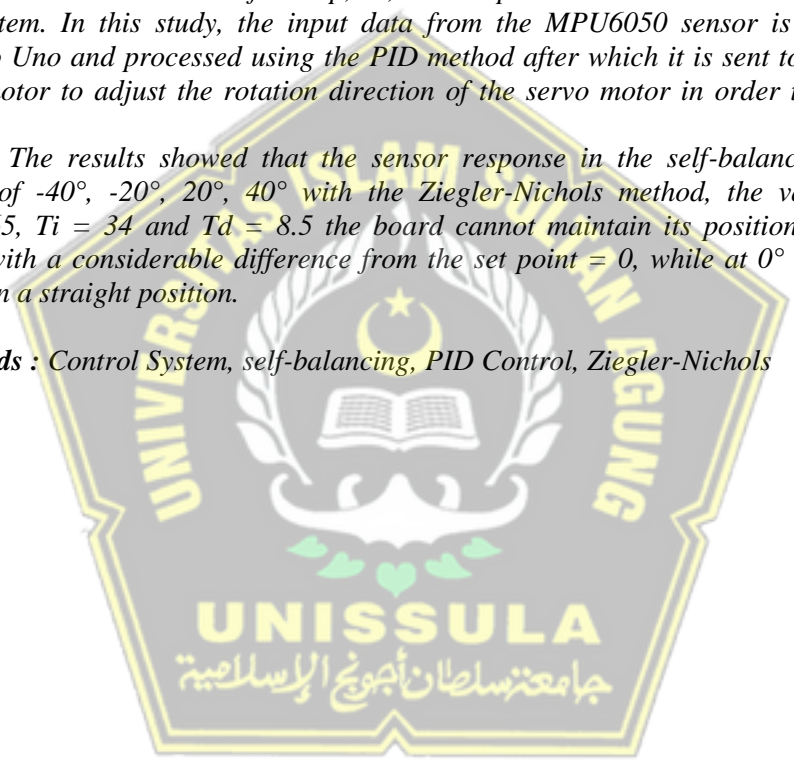 tem. In this study, the input data from the MPU6050 sensor is
Uno and processed using the PID method after which it is sent to
otor to adjust the rotation direction of the servo motor in order
The results showed that the sensor response in the self-balanc
of -40°, -20°, 20°, 40° with the Ziegler-Nichols method, the v
5, Ti = 34 and Td = 8.5 the board cannot maintain its position
with a considerable difference from the set point = 0, while at 0°
n a straight position.
ds : Control System, self-balancing, PID Control, Ziegler-Nichols
UNIVERSITAS ISLAM SULTAN AGUNG
UNISSULA
جامعة سلطان أجونج الإسلامية